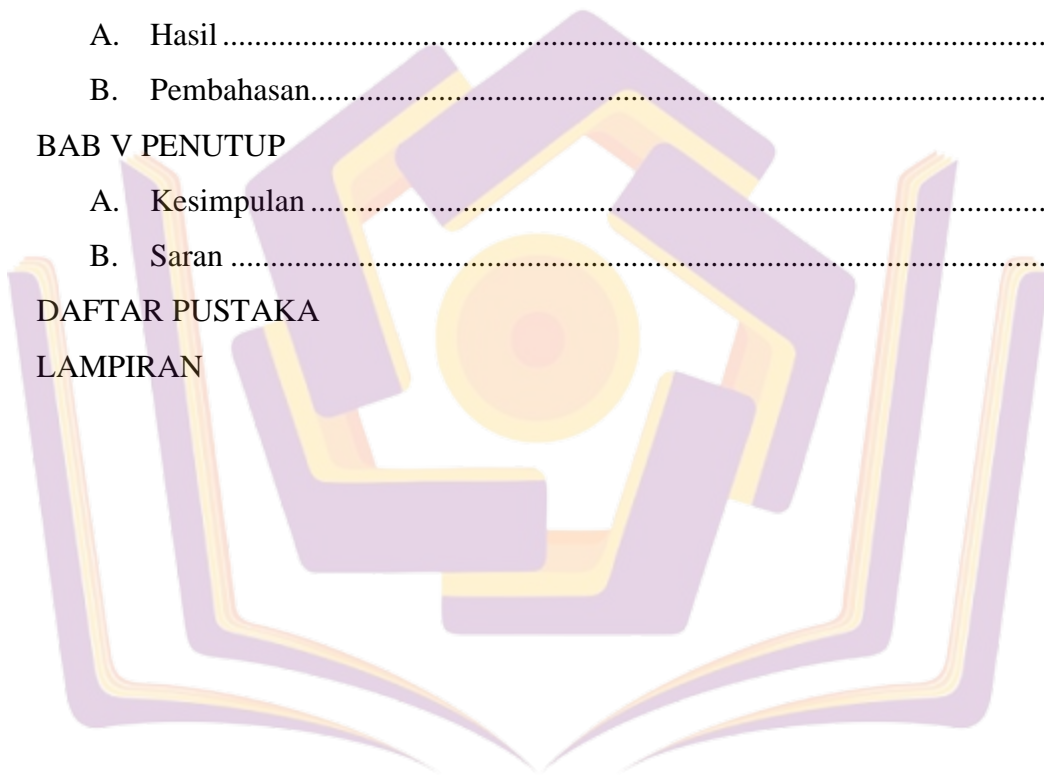 A. Hasil ....................................................................................................
B. Pembahasan.........................................................................................
BAB V PENUTUP
A. Kesimpulan .........................................................................................
B. Saran ...................................................................................................
DAFTAR PUSTAKA
LAMPIRAN